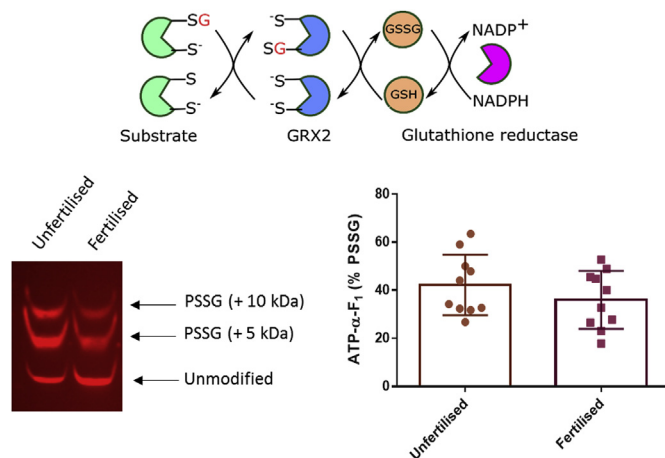 SG
⁻S
GSSG
NADP⁺
S⁻
SG
S
⁻S
GSH
NADPH
S⁻
⁻S
Substrate
GRX2
Glutathione reductase
Unfertilised
Fertilised
PSSG (+ 10 kDa)
PSSG (+ 5 kDa)
Unmodified
ATP-α-F₁ (% PSSG)
80
60
40
20
0
Unfertilised
Fertilised